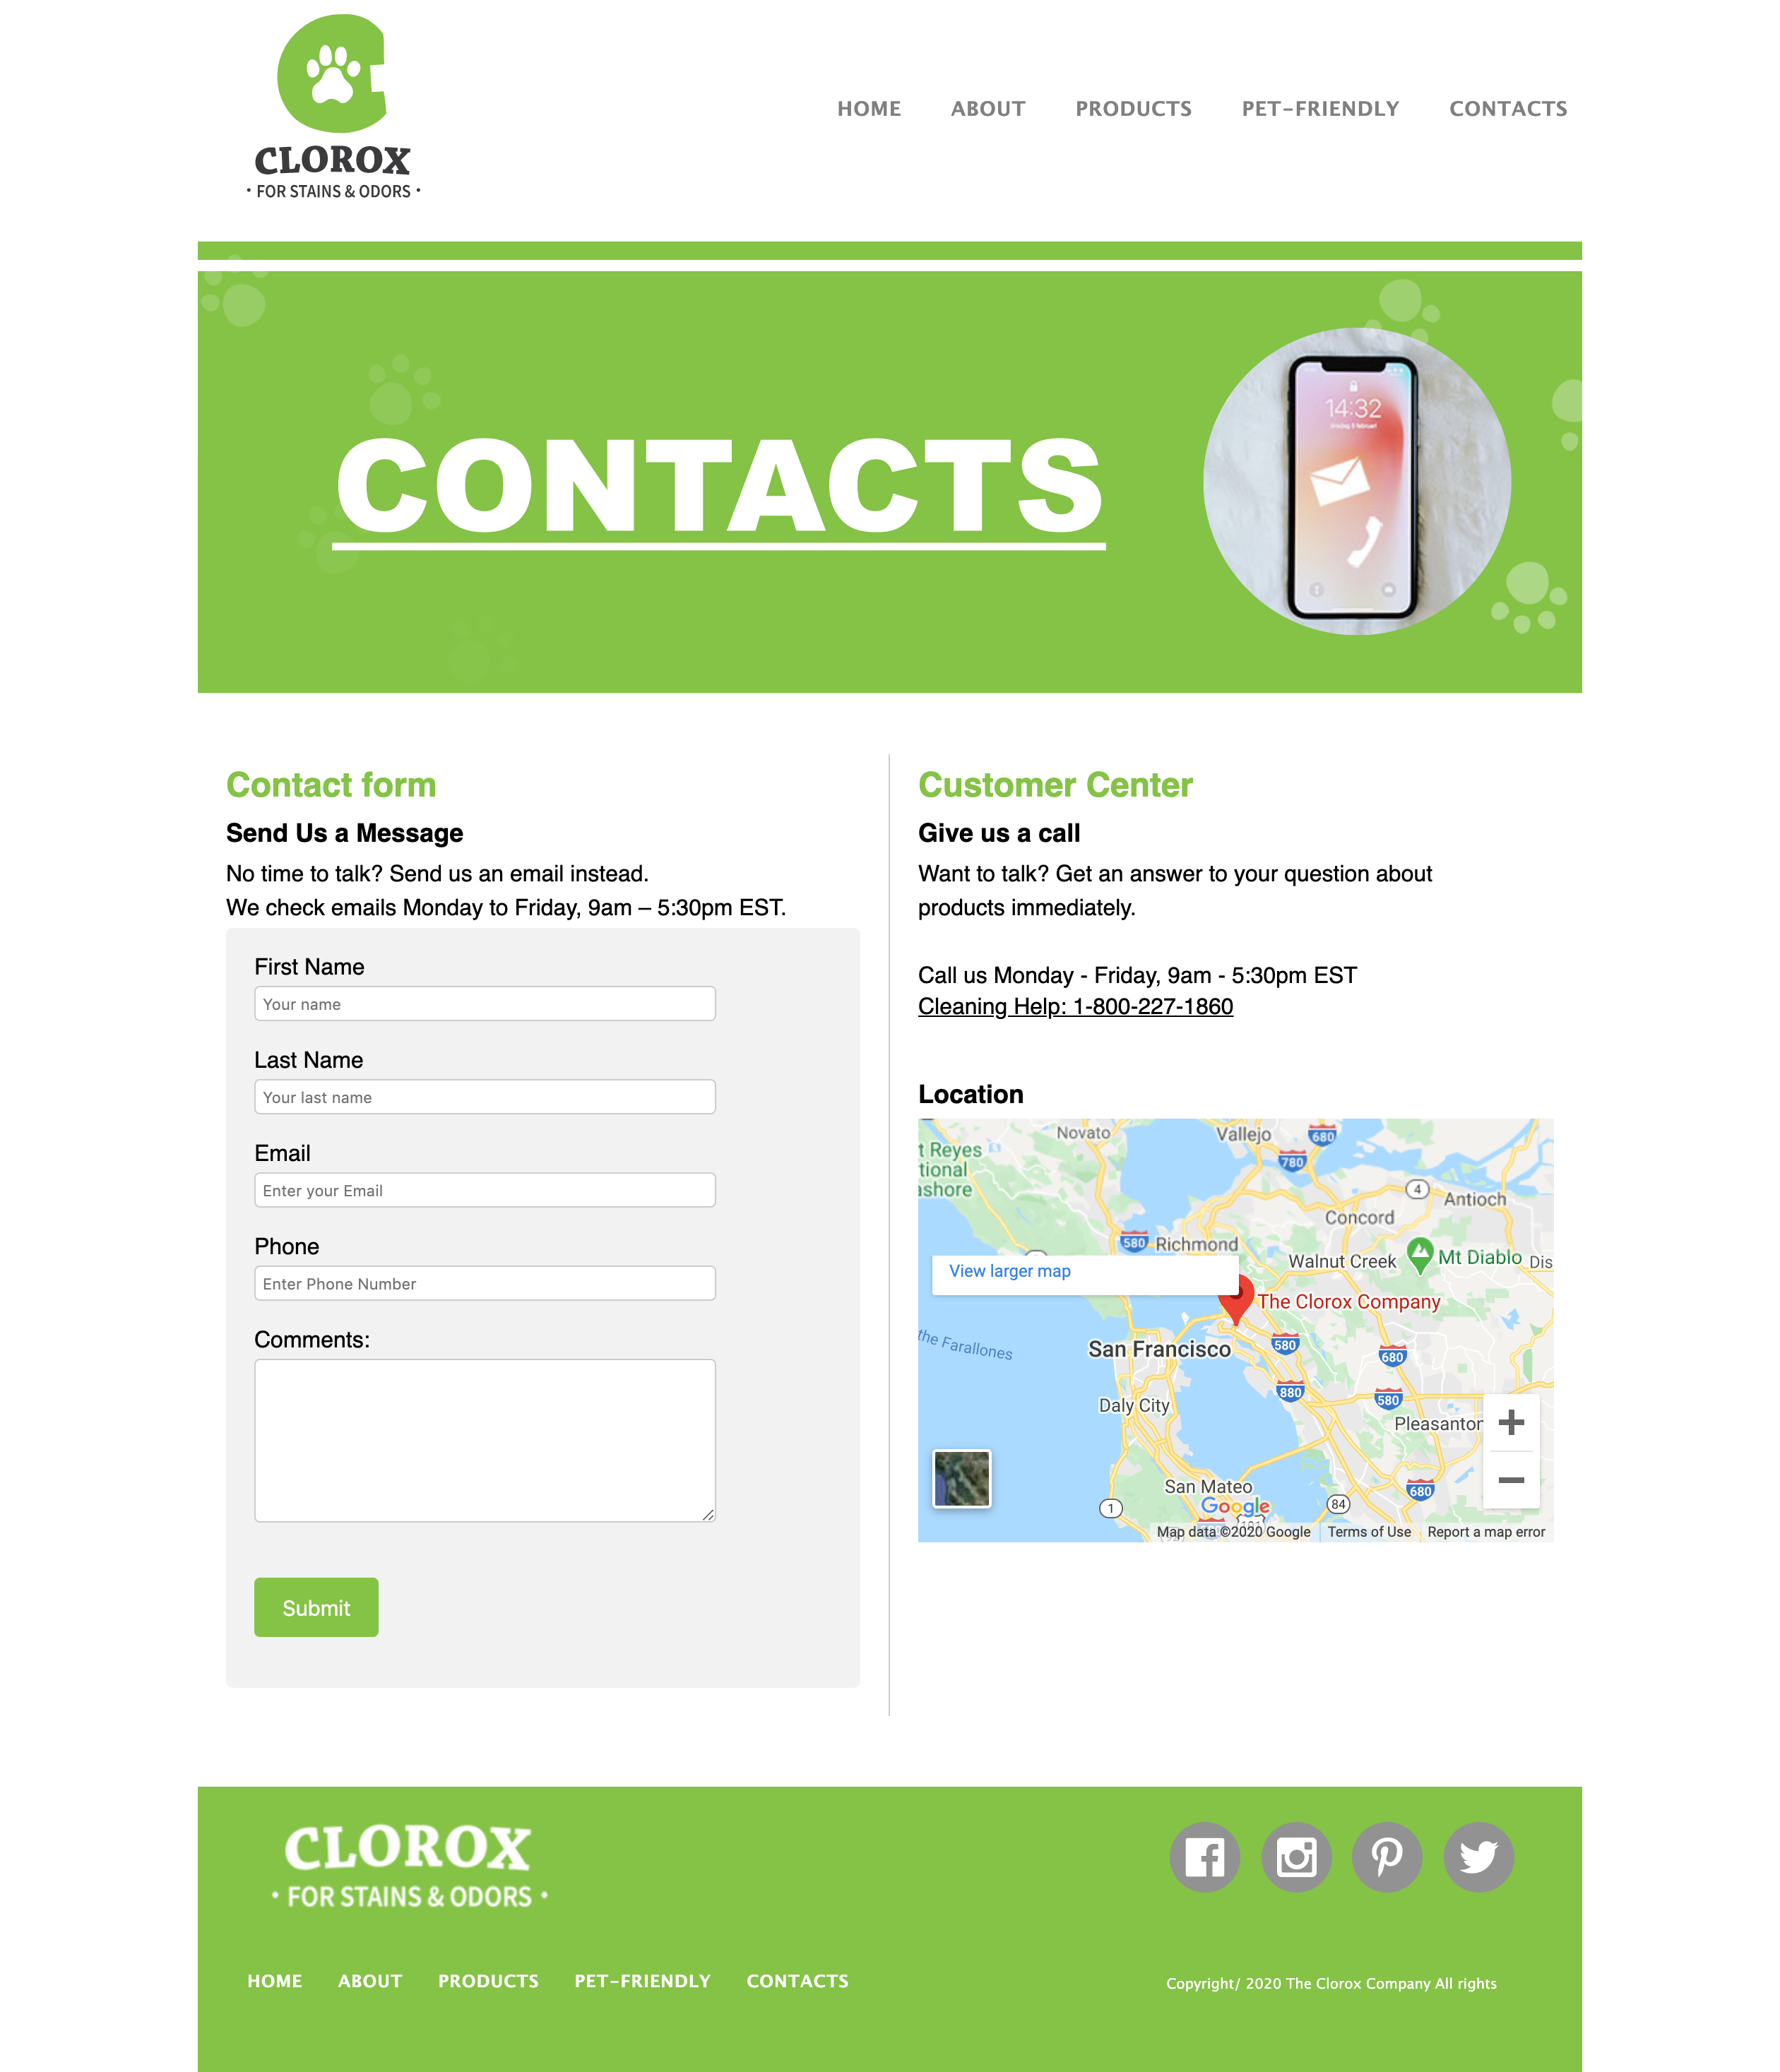 CLOROX
• FOR STAINS & ODORS •
HOME ABOUT PRODUCTS PET-FRIENDLY CONTACTS
CONTACTS
14:32
Contact form
Send Us a Message
No time to talk? Send us an email instead.
We check emails Monday to Friday, 9am – 5:30pm EST.
First Name
Your name
Last Name
Your last name
Email
Enter your Email
Phone
Enter Phone Number
Comments:
Submit
Customer Center
Give us a call
Want to talk? Get an answer to your question about
products immediately.
Call us Monday - Friday, 9am - 5:30pm EST
Cleaning Help: 1-800-227-1860
Location
Novato
Vallejo
680
t Reyes
tional
ashore
780
4
Antioch
Concord
580
Richmond
Walnut Creek
Mt Diablo
Dis
View larger map
The Clorox Company
the Farallones
San Francisco
580
680
880
580
Daly City
Pleasanton
San Mateo
680
1
Google
84
Map data ©2020 Google
Terms of Use
Report a map error
CLOROX
• FOR STAINS & ODORS •
HOME ABOUT PRODUCTS PET-FRIENDLY CONTACTS
Copyright/ 2020 The Clorox Company All rights